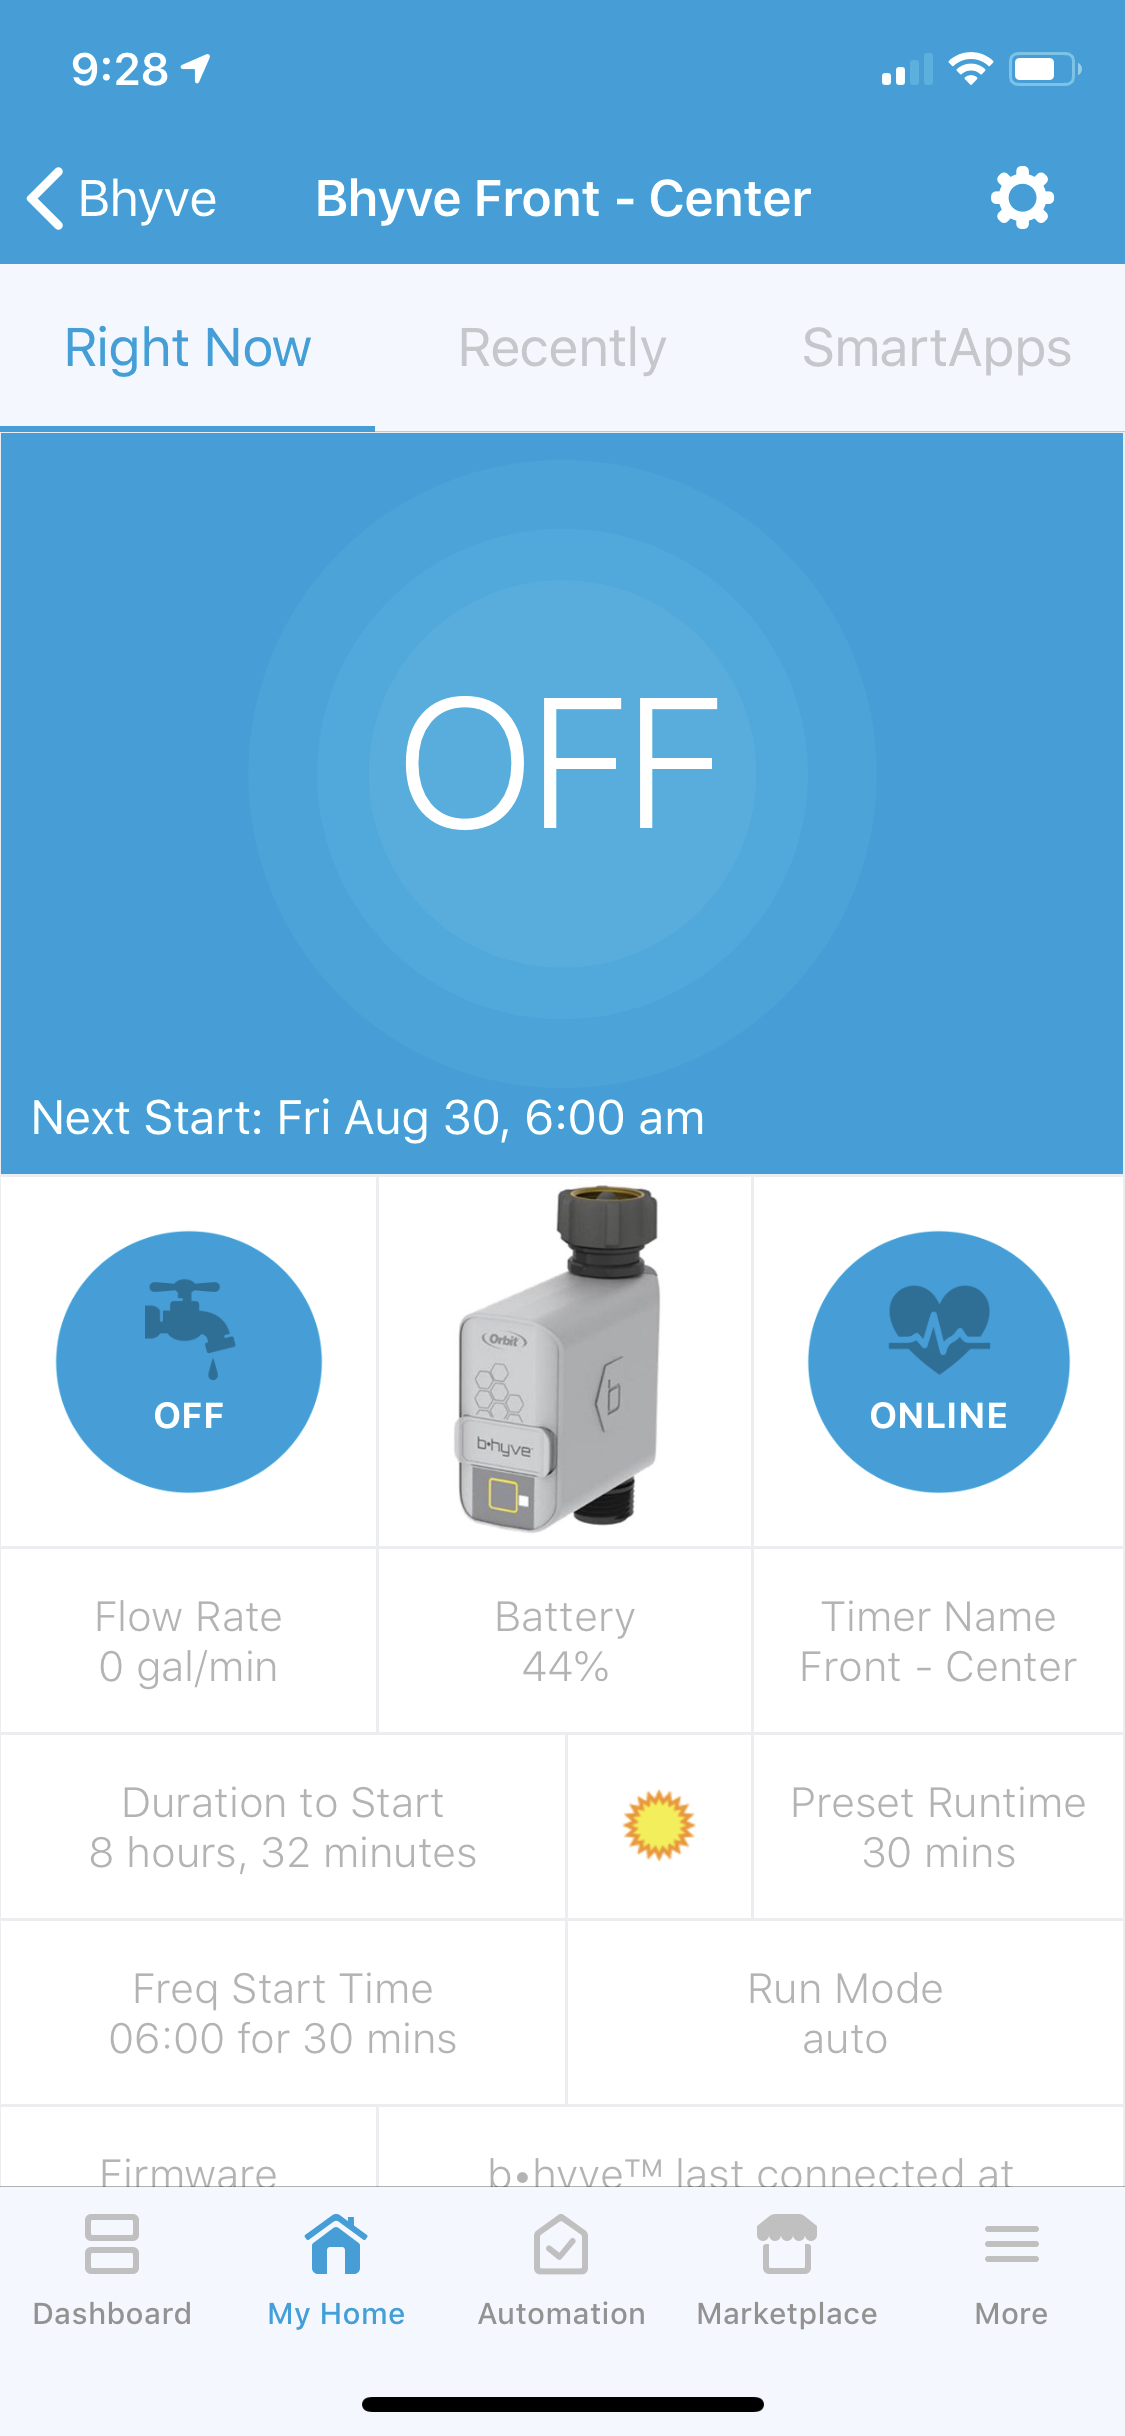 9:28
Bhyve
Bhyve Front - Center
Right Now
Recently
SmartApps
OFF
Next Start: Fri Aug 30, 6:00 am
OFF
Orbit
b
b•hyve
ONLINE
Flow Rate
0 gal/min
Battery
44%
Timer Name
Front - Center
Duration to Start
8 hours, 32 minutes
Preset Runtime
30 mins
Freq Start Time
06:00 for 30 mins
Run Mode
auto
Firmware
b•hyve™ last connected at
Dashboard
My Home
Automation
Marketplace
More